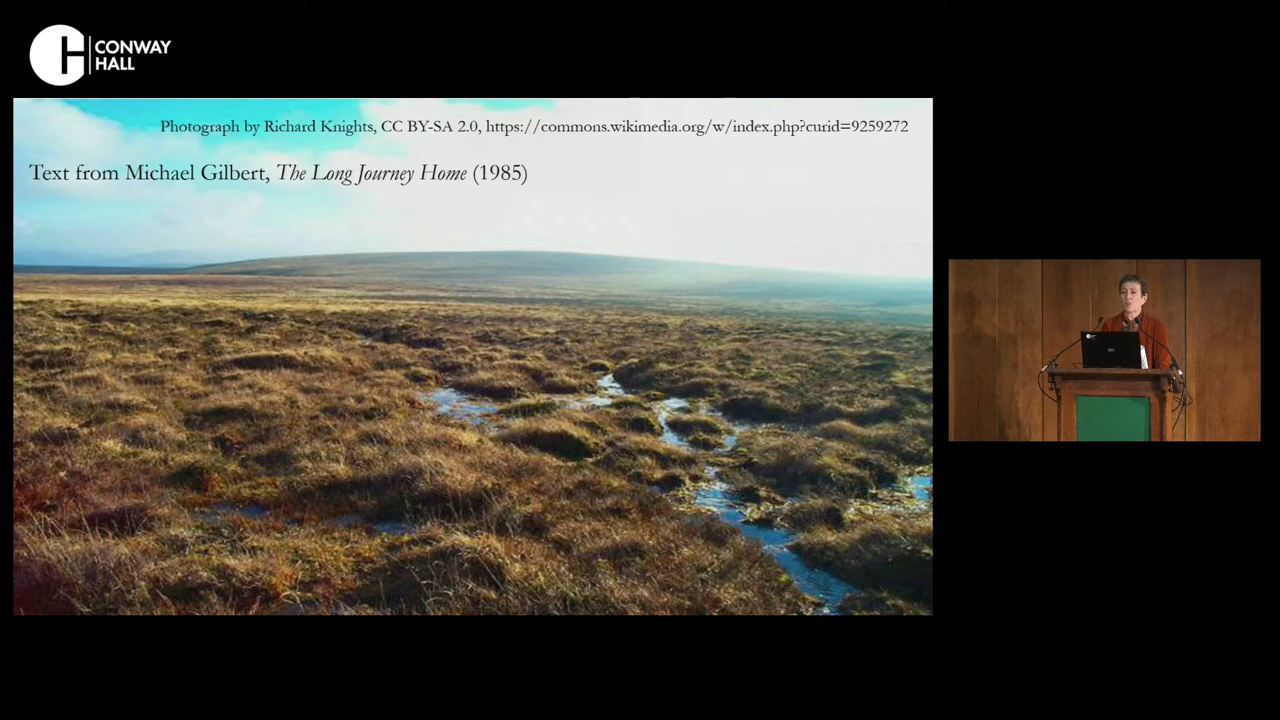 CONWAY
HALL
Photograph by Richard Knights, CC BY-SA 2.0, https://commons.wikimedia.org/w/index.php?curid=9259272
Text from Michael Gilbert, The Long Journey Home (1985)